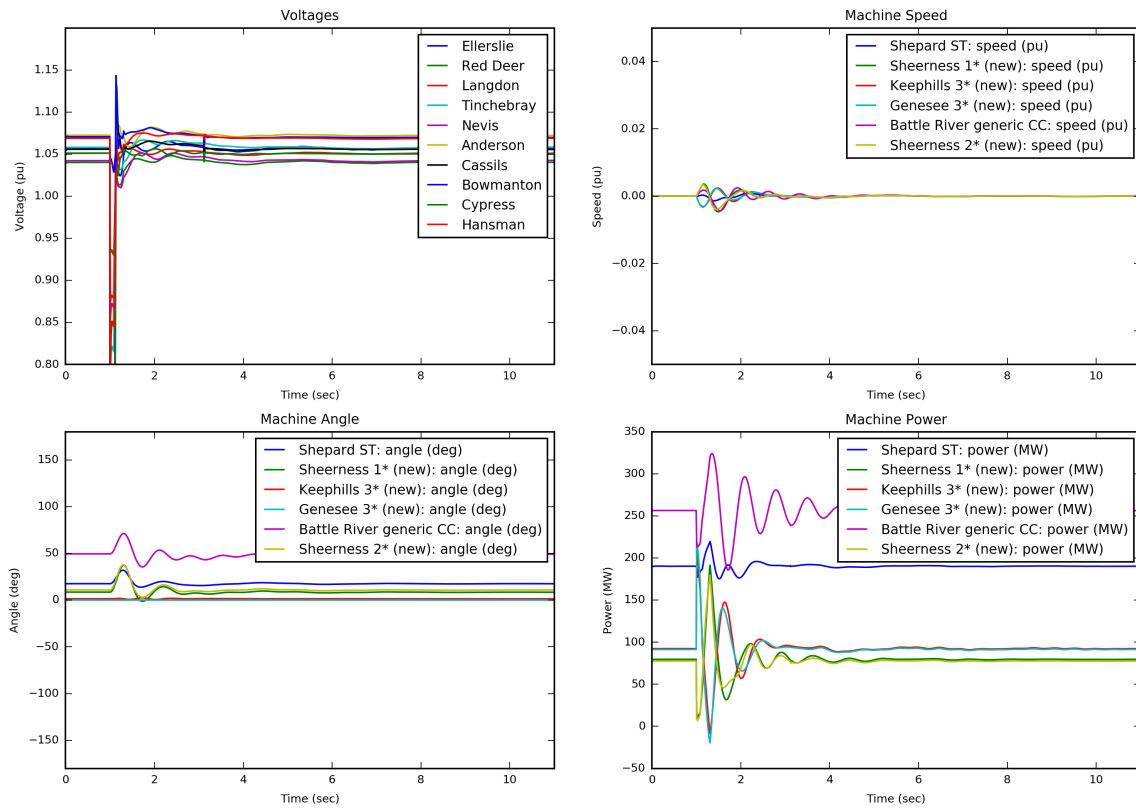 Voltages
1.15
1.10
1.05
1.00
0.95
0.90
0.85
0.80
Voltage (pu)
0 2 4 6 8 10
Time (sec)
Ellerslie
Red Deer
Langdon
Tinchebray
Nevis
Anderson
Cassils
Bowmanton
Cypress
Hansman
Machine Speed
0.04
0.02
0.00
−0.02
−0.04
Speed (pu)
0 2 4 6 8 10
Time (sec)
Shepard ST: speed (pu)
Sheerness 1* (new): speed (pu)
Keephills 3* (new): speed (pu)
Genesee 3* (new): speed (pu)
Battle River generic CC: speed (pu)
Sheerness 2* (new): speed (pu)
Machine Angle
150
100
50
0
−50
−100
−150
Angle (deg)
0 2 4 6 8 10
Time (sec)
Shepard ST: angle (deg)
Sheerness 1* (new): angle (deg)
Keephills 3* (new): angle (deg)
Genesee 3* (new): angle (deg)
Battle River generic CC: angle (deg)
Sheerness 2* (new): angle (deg)
Machine Power
350
300
250
200
150
100
50
0
−50
Power (MW)
0 2 4 6 8 10
Time (sec)
Shepard ST: power (MW)
Sheerness 1* (new): power (MW)
Keephills 3* (new): power (MW)
Genesee 3* (new): power (MW)
Battle River generic CC: power (MW)
Sheerness 2* (new): power (MW)